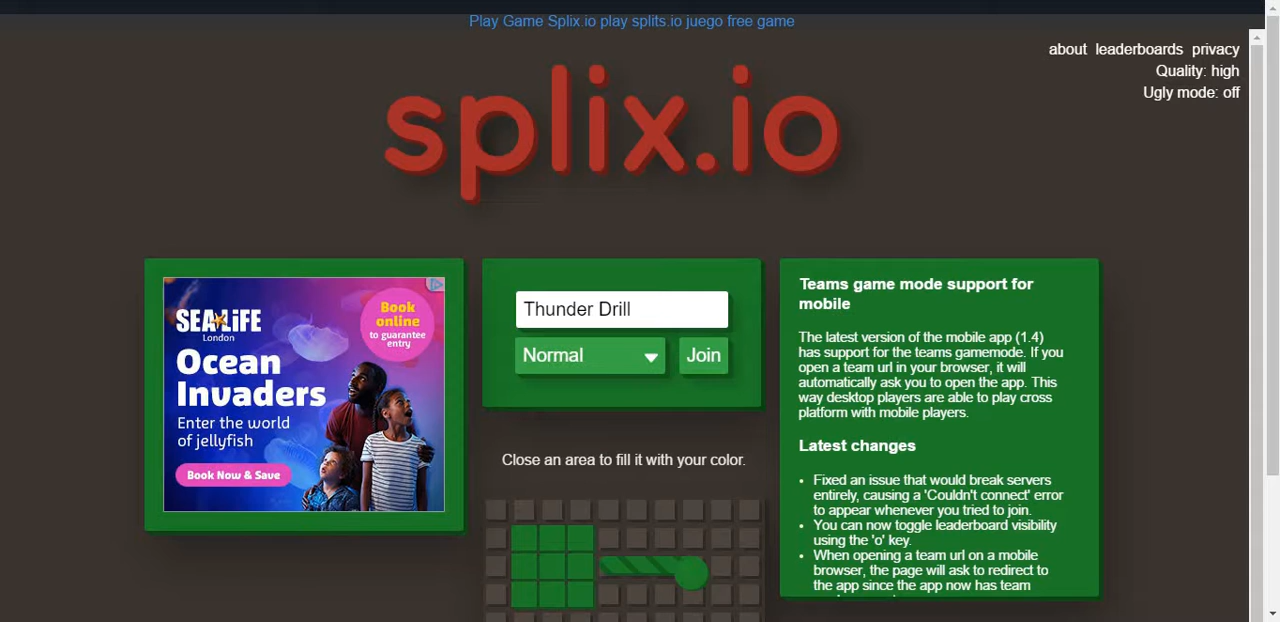 Play Game Splix.io play splits.io juego free game
about leaderboards privacy
Quality: high
Ugly mode: off
splix.io
SEA LIFE
London
Ocean
Invaders
Enter the world
of jellyfish
Book Now & Save
Book
online
to guarantee
entry
Thunder Drill
Normal
Join
Close an area to fill it with your color.
Teams game mode support for
mobile
The latest version of the mobile app (1.4)
has support for the teams gamemode. If you
open a team url in your browser, it will
automatically ask you to open the app. This
way desktop players are able to play cross
platform with mobile players.
Latest changes
• Fixed an issue that would break servers
entirely, causing a 'Couldn't connect' error
to appear whenever you tried to join.
• You can now toggle leaderboard visibility
using the 'o' key.
• When opening a team url on a mobile
browser, the page will ask to redirect to
the app since the app now has team